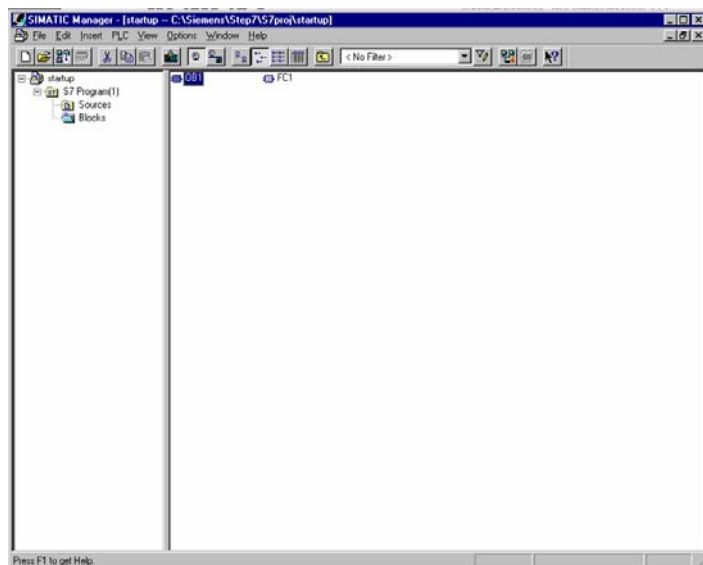 SIMATIC Manager - [startup -- C:\Siemens\Step7\S7proj\startup]
File Edit Insert PLC View Options Window Help
< No Filter >
startup
S7 Program(1)
Sources
Blocks
OB1 FC1
Press F1 to get Help.